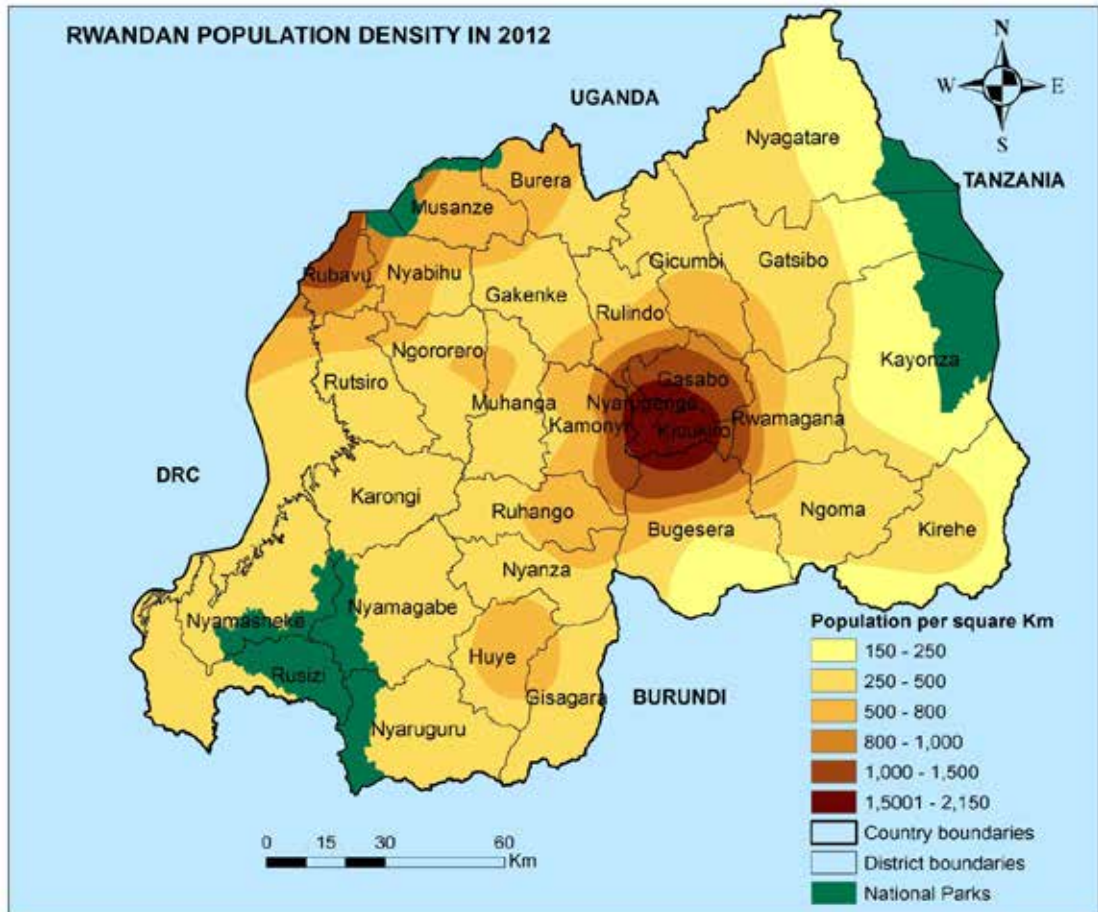 RWANDAN POPULATION DENSITY IN 2012
N
W
E
S
UGANDA
TANZANIA
DRC
BURUNDI
Nyagatare
Burera
Musanze
Rubavu
Nyabihu
Gicumbi
Gatsibo
Gakenke
Rulindo
Kayonza
Ngororero
Rutsiro
Gasabo
Muhanga
Nyarugenge
Kamonyi
Kicukiro
Rwamagana
Karongi
Ruhango
Bugesera
Ngoma
Kirehe
Nyanza
Nyamagabe
Nyamasheke
Huye
Rusizi
Gisagara
Nyaruguru
Population per square Km
150 - 250
250 - 500
500 - 800
800 - 1,000
1,000 - 1,500
1,5001 - 2,150
Country boundaries
District boundaries
National Parks
0 15 30 60
Km